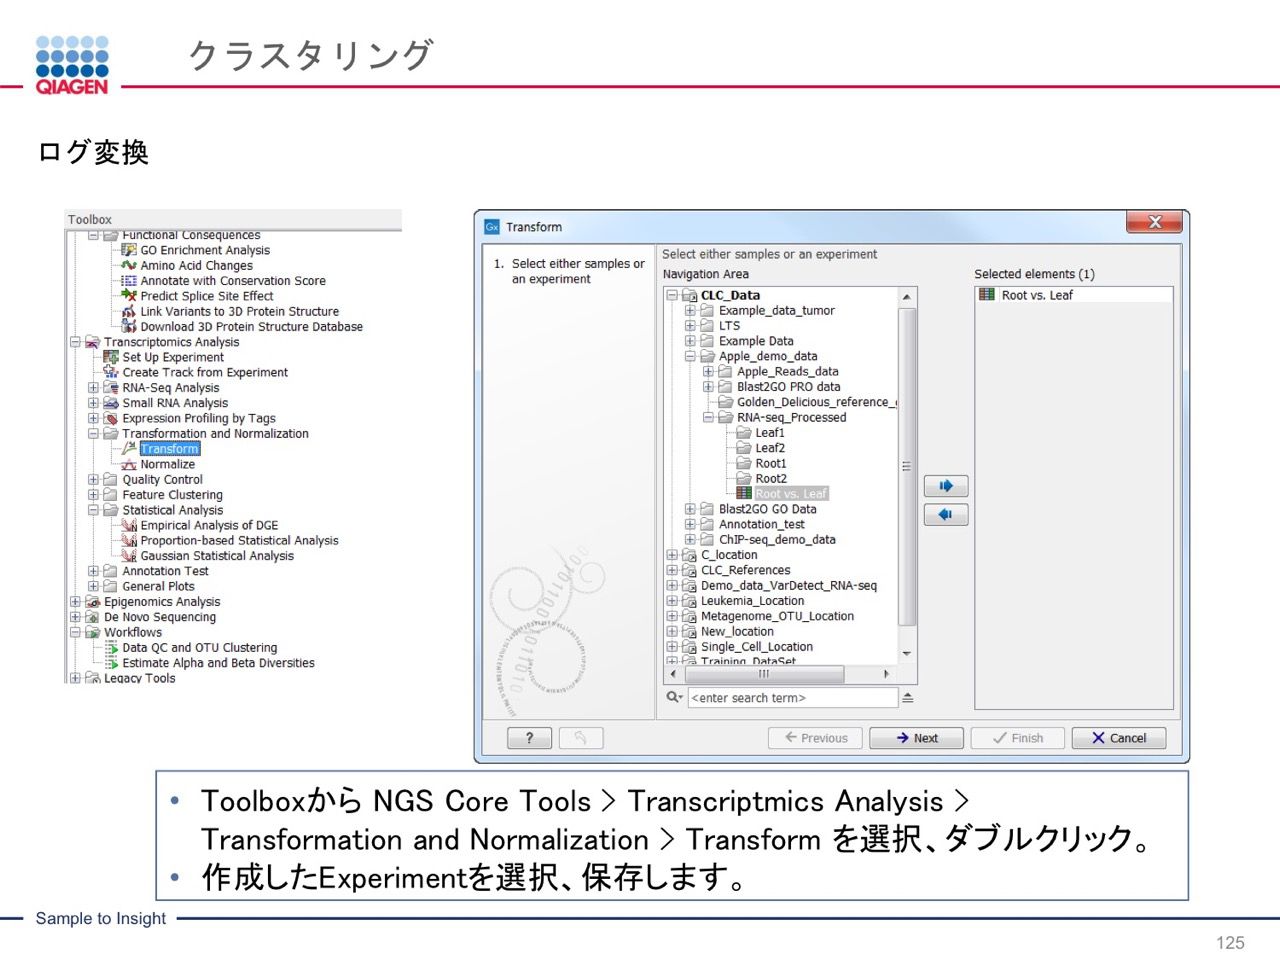 QIAGEN
クラスタリング
ログ変換
Toolbox
Functional Consequences
GO Enrichment Analysis
Amino Acid Changes
Annotate with Conservation Score
Predict Splice Site Effect
Link Variants to 3D Protein Structure
Download 3D Protein Structure Database
Transcriptomics Analysis
Set Up Experiment
Create Track from Experiment
RNA-Seq Analysis
Small RNA Analysis
Expression Profiling by Tags
Transformation and Normalization
Transform
Normalize
Quality Control
Feature Clustering
Statistical Analysis
Empirical Analysis of DGE
Proportion-based Statistical Analysis
Gaussian Statistical Analysis
Annotation Test
General Plots
Epigenomics Analysis
De Novo Sequencing
Workflows
Data QC and OTU Clustering
Estimate Alpha and Beta Diversities
Legacy Tools
Gx Transform
1. Select either samples or
an experiment
Select either samples or an experiment
Navigation Area
CLC_Data
Example_data_tumor
LTS
Example Data
Apple_demo_data
Apple_Reads_data
Blast2GO PRO data
Golden_Delicious_reference_
RNA-seq_Processed
Leaf1
Leaf2
Root1
Root2
Root vs. Leaf
Blast2GO GO Data
Annotation_test
ChIP-seq_demo_data
C_location
CLC_References
Demo_data_VarDetect_RNA-seq
Leukemia_Location
Metagenome_OTU_Location
New_location
Single_Cell_Location
Training_DataSet
<enter search term>
Selected elements (1)
Root vs. Leaf
?
Previous
Next
Finish
Cancel
• Toolboxから NGS Core Tools > Transcriptmics Analysis >
Transformation and Normalization > Transform を選択、ダブルクリック。
• 作成したExperimentを選択、保存します。
Sample to Insight
125